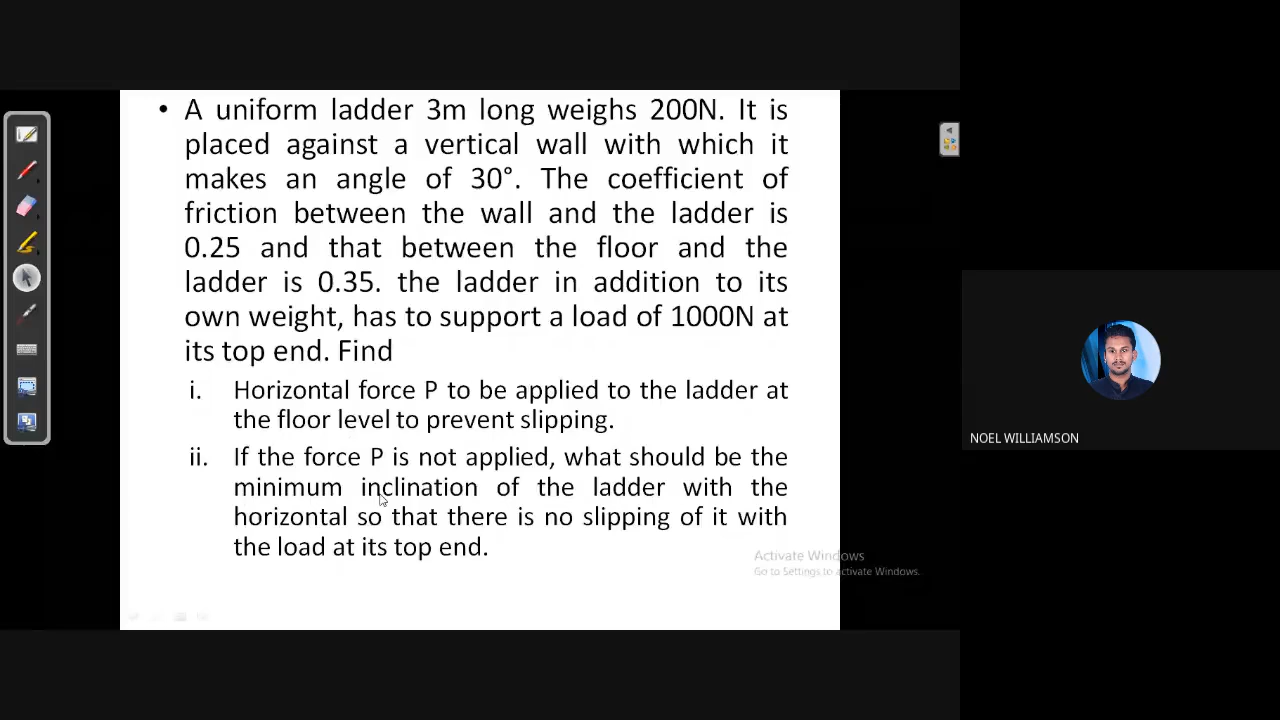 • A uniform ladder 3m long weighs 200N. It is
placed against a vertical wall with which it
makes an angle of 30°. The coefficient of
friction between the wall and the ladder is
0.25 and that between the floor and the
ladder is 0.35. the ladder in addition to its
own weight, has to support a load of 1000N at
its top end. Find
i. Horizontal force P to be applied to the ladder at
the floor level to prevent slipping.
ii. If the force P is not applied, what should be the
minimum inclination of the ladder with the
horizontal so that there is no slipping of it with
the load at its top end.
Activate Windows
Go to Settings to activate Windows.
NOEL WILLIAMSON